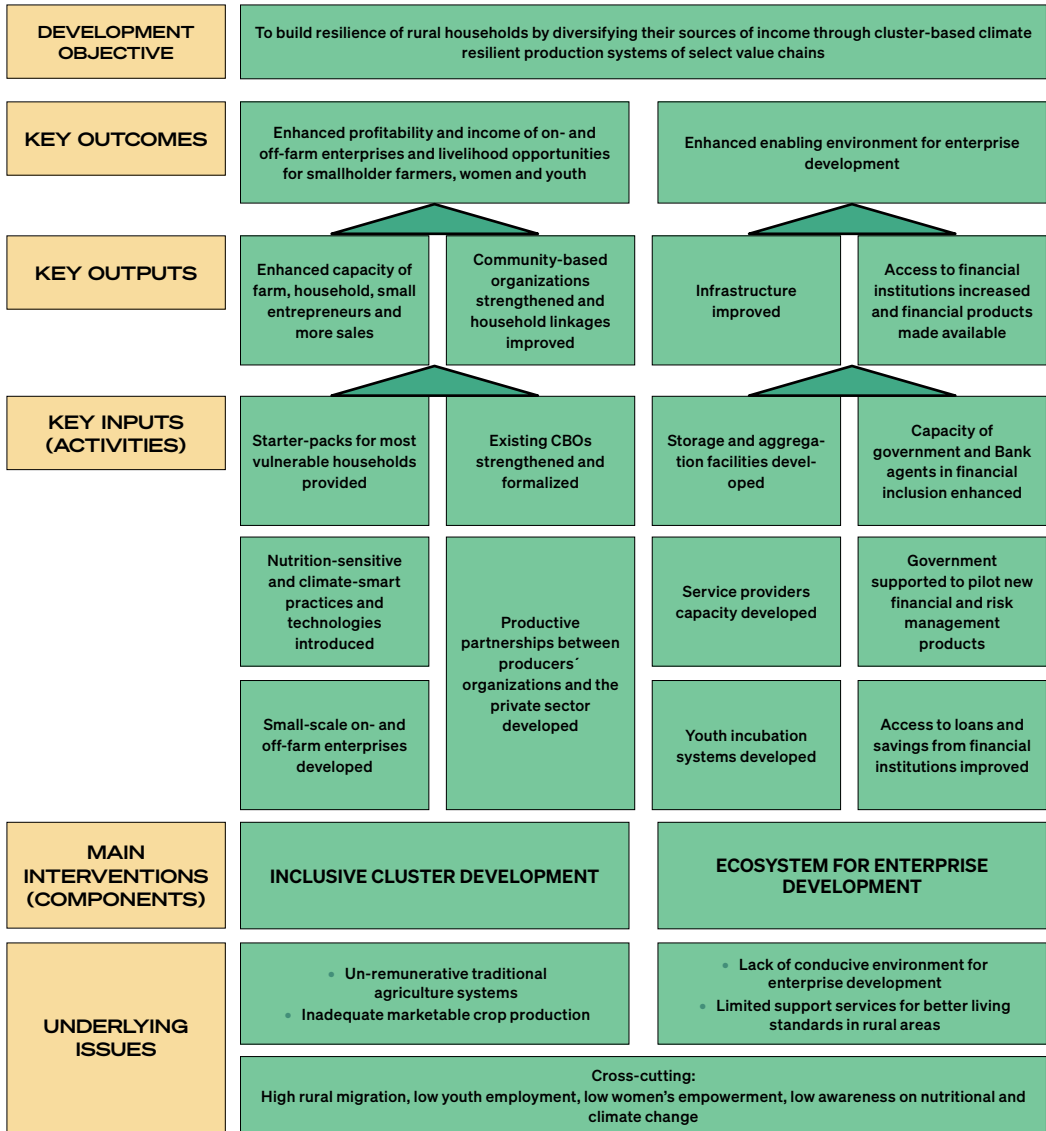 DEVELOPMENT
OBJECTIVE
To build resilience of rural households by diversifying their sources of income through cluster-based climate
resilient production systems of select value chains
KEY OUTCOMES
Enhanced profitability and income of on- and
off-farm enterprises and livelihood opportunities
for smallholder farmers, women and youth
Enhanced enabling environment for enterprise
development
KEY OUTPUTS
Enhanced capacity of
farm, household, small
entrepreneurs and
more sales
Community-based
organizations
strengthened and
household linkages
improved
Infrastructure
improved
Access to financial
institutions increased
and financial products
made available
KEY INPUTS
(ACTIVITIES)
Starter-packs for most
vulnerable households
provided
Existing CBOs
strengthened and
formalized
Storage and aggrega-
tion facilities devel-
oped
Capacity of
government and Bank
agents in financial
inclusion enhanced
Nutrition-sensitive
and climate-smart
practices and
technologies
introduced
Productive
partnerships between
producers´
organizations and the
private sector
developed
Service providers
capacity developed
Government
supported to pilot new
financial and risk
management
products
Small-scale on- and
off-farm enterprises
developed
Youth incubation
systems developed
Access to loans and
savings from financial
institutions improved
MAIN
INTERVENTIONS
(COMPONENTS)
INCLUSIVE CLUSTER DEVELOPMENT
ECOSYSTEM FOR ENTERPRISE
DEVELOPMENT
UNDERLYING
ISSUES
• Un-remunerative traditional
agriculture systems
• Inadequate marketable crop production
• Lack of conducive environment for
enterprise development
• Limited support services for better living
standards in rural areas
Cross-cutting:
High rural migration, low youth employment, low women's empowerment, low awareness on nutritional and
climate change